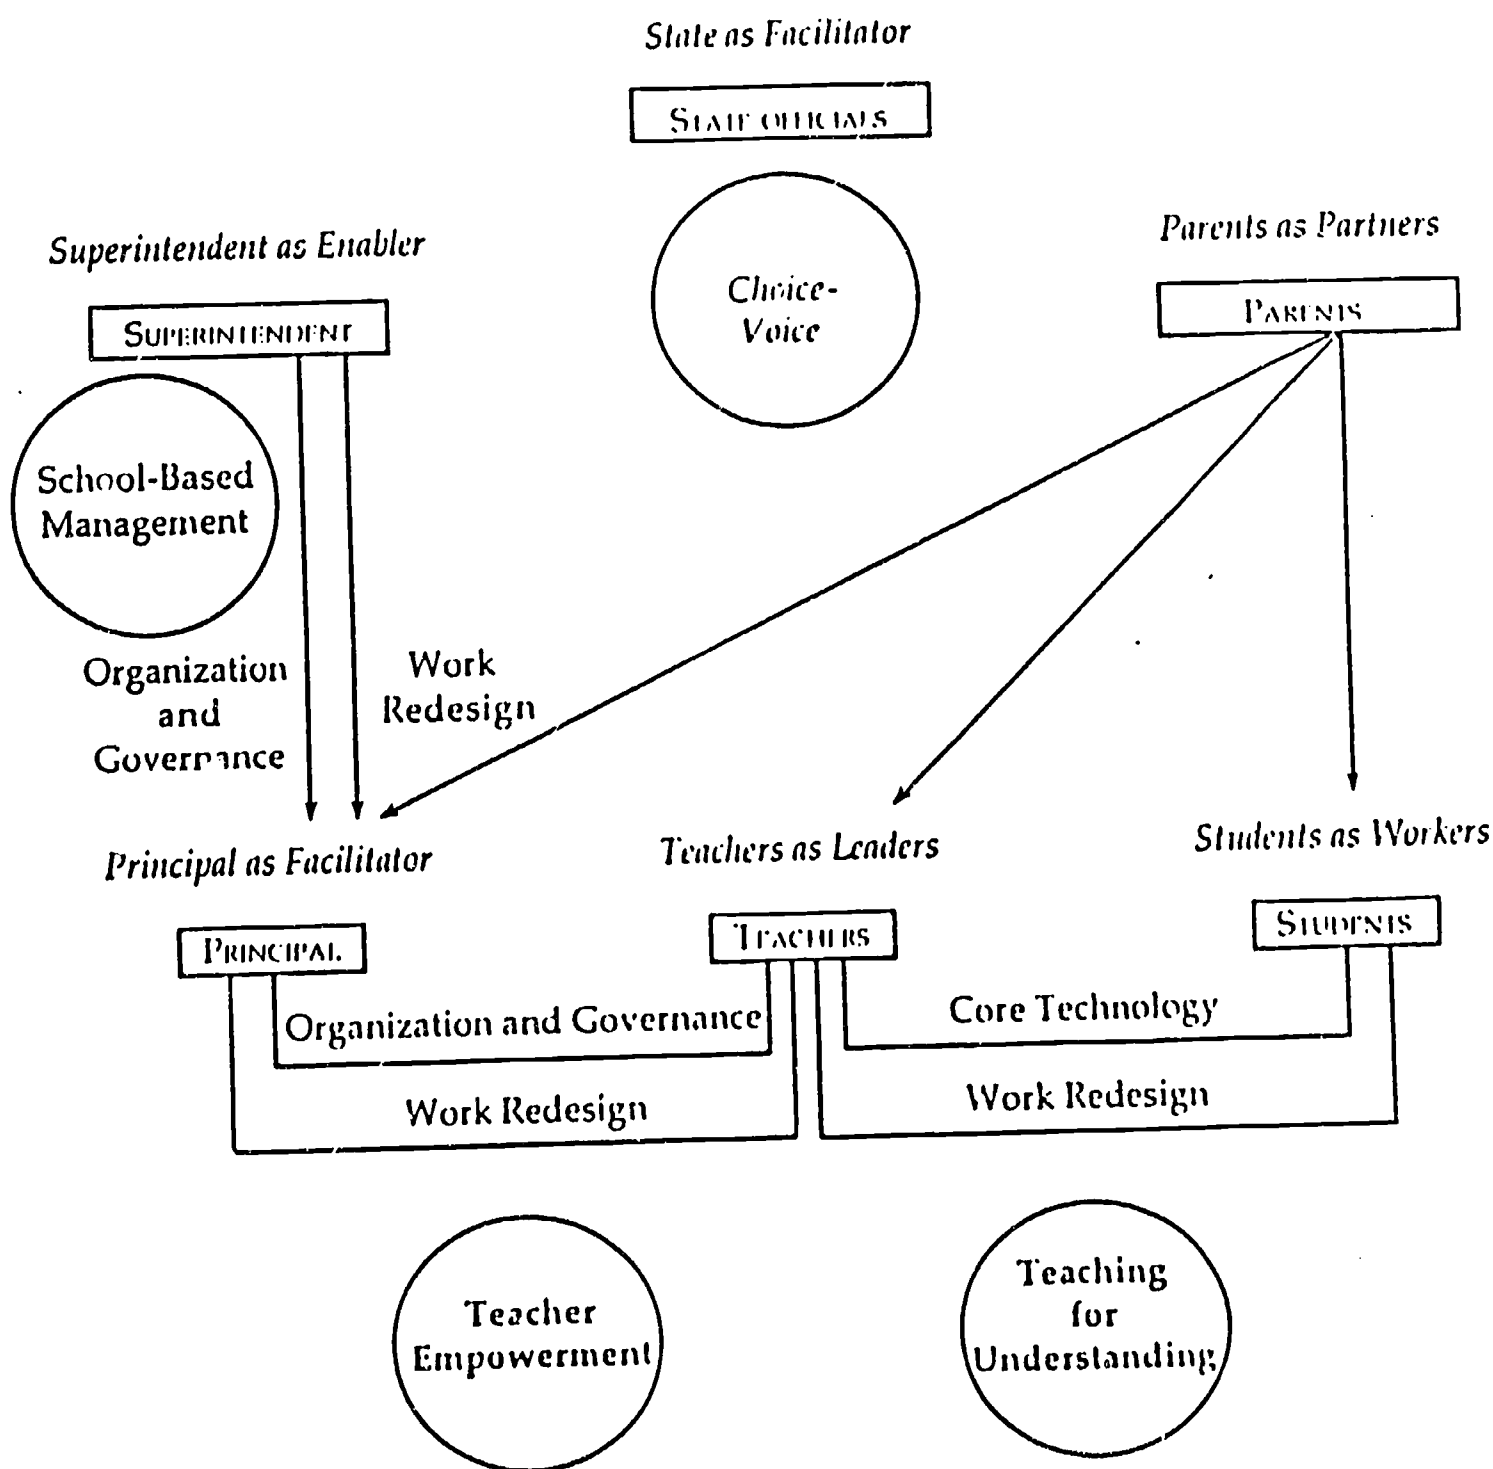 State as Facilitator
STATE OFFICIALS
Choice-
Voice
Superintendent as Enabler
SUPERINTENDENT
School-Based
Management
Organization
and
Governance
Work
Redesign
Parents as Partners
PARENTS
Principal as Facilitator
PRINCIPAL
Teachers as Leaders
TEACHERS
Students as Workers
STUDENTS
Organization and Governance
Work Redesign
Core Technology
Work Redesign
Teacher
Empowerment
Teaching
for
Understanding